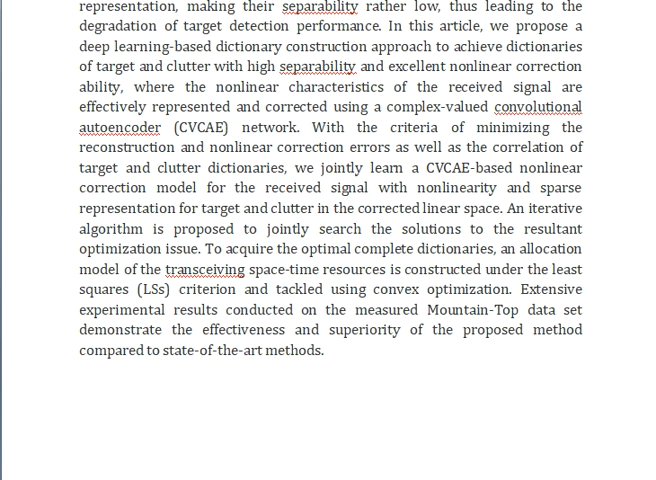 representation, making their separability rather low, thus leading to the
degradation of target detection performance. In this article, we propose a
deep learning-based dictionary construction approach to achieve dictionaries
of target and clutter with high separability and excellent nonlinear correction
ability, where the nonlinear characteristics of the received signal are
effectively represented and corrected using a complex-valued convolutional
autoencoder (CVCAE) network. With the criteria of minimizing the
reconstruction and nonlinear correction errors as well as the correlation of
target and clutter dictionaries, we jointly learn a CVCAE-based nonlinear
correction model for the received signal with nonlinearity and sparse
representation for target and clutter in the corrected linear space. An iterative
algorithm is proposed to jointly search the solutions to the resultant
optimization issue. To acquire the optimal complete dictionaries, an allocation
model of the transceiving space-time resources is constructed under the least
squares (LSs) criterion and tackled using convex optimization. Extensive
experimental results conducted on the measured Mountain-Top data set
demonstrate the effectiveness and superiority of the proposed method
compared to state-of-the-art methods.